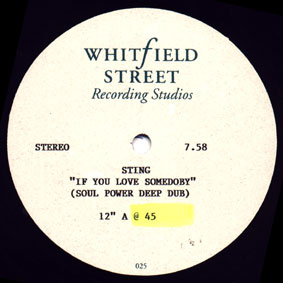 WHITfIELD
STREET
Recording Studios
STEREO 7.58
STING
"IF YOU LOVE SOMEDOBY"
(SOUL POWER DEEP DUB)
12" A @ 45
025